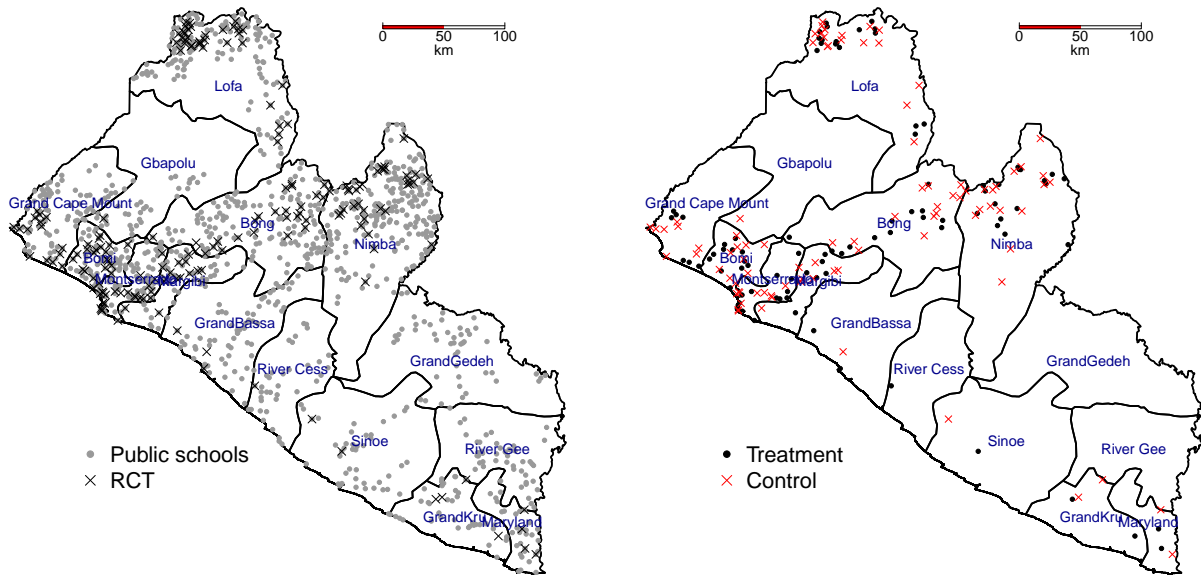 0 50 100
km
Lofa
Gbapolu
Grand Cape Mount
Bong
Nimba
Bomi
Montserrado
Margibi
GrandBassa
River Cess
GrandGedeh
Sinoe
River Gee
GrandKru
Maryland
Public schools
RCT
0 50 100
km
Lofa
Gbapolu
Grand Cape Mount
Bong
Nimba
Bomi
Montserrado
Margibi
GrandBassa
River Cess
GrandGedeh
Sinoe
River Gee
GrandKru
Maryland
Treatment
Control